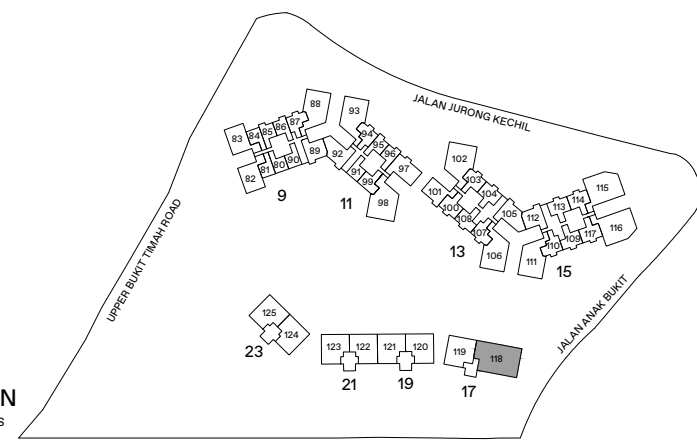 JALAN JURONG KECHIL
UPPER BUKIT TIMAH ROAD
JALAN ANAK BUKIT
83 84 85 86 87 88
82 81 80 90 89
9
93 94 95 96 97
92 91 99 98
11
102 103 104 105
101 100 108 107 106
13
112 113 114 115
111 110 109 117 116
15
125
124
23
123 122 121 120
21 19
119 118
17
N
s